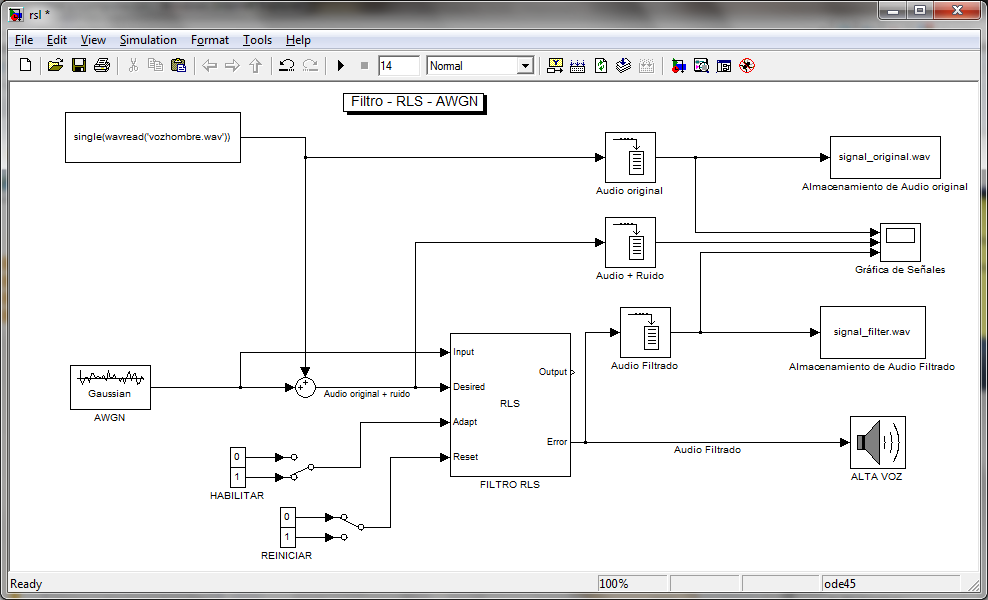 rsl *
File Edit View Simulation Format Tools Help
14 Normal
Filtro - RLS - AWGN
single(wavread('vozhombre.wav'))
Audio original
signal_original.wav
Almacenamiento de Audio original
Audio + Ruido
Gráfica de Señales
Audio Filtrado
signal_filter.wav
Almacenamiento de Audio Filtrado
Gaussian
AWGN
Audio original + ruido
Input
Desired
Adapt
Reset
RLS
Output
Error
FILTRO RLS
Audio Filtrado
ALTA VOZ
0
1
HABILITAR
0
1
REINICIAR
Ready 100% ode45